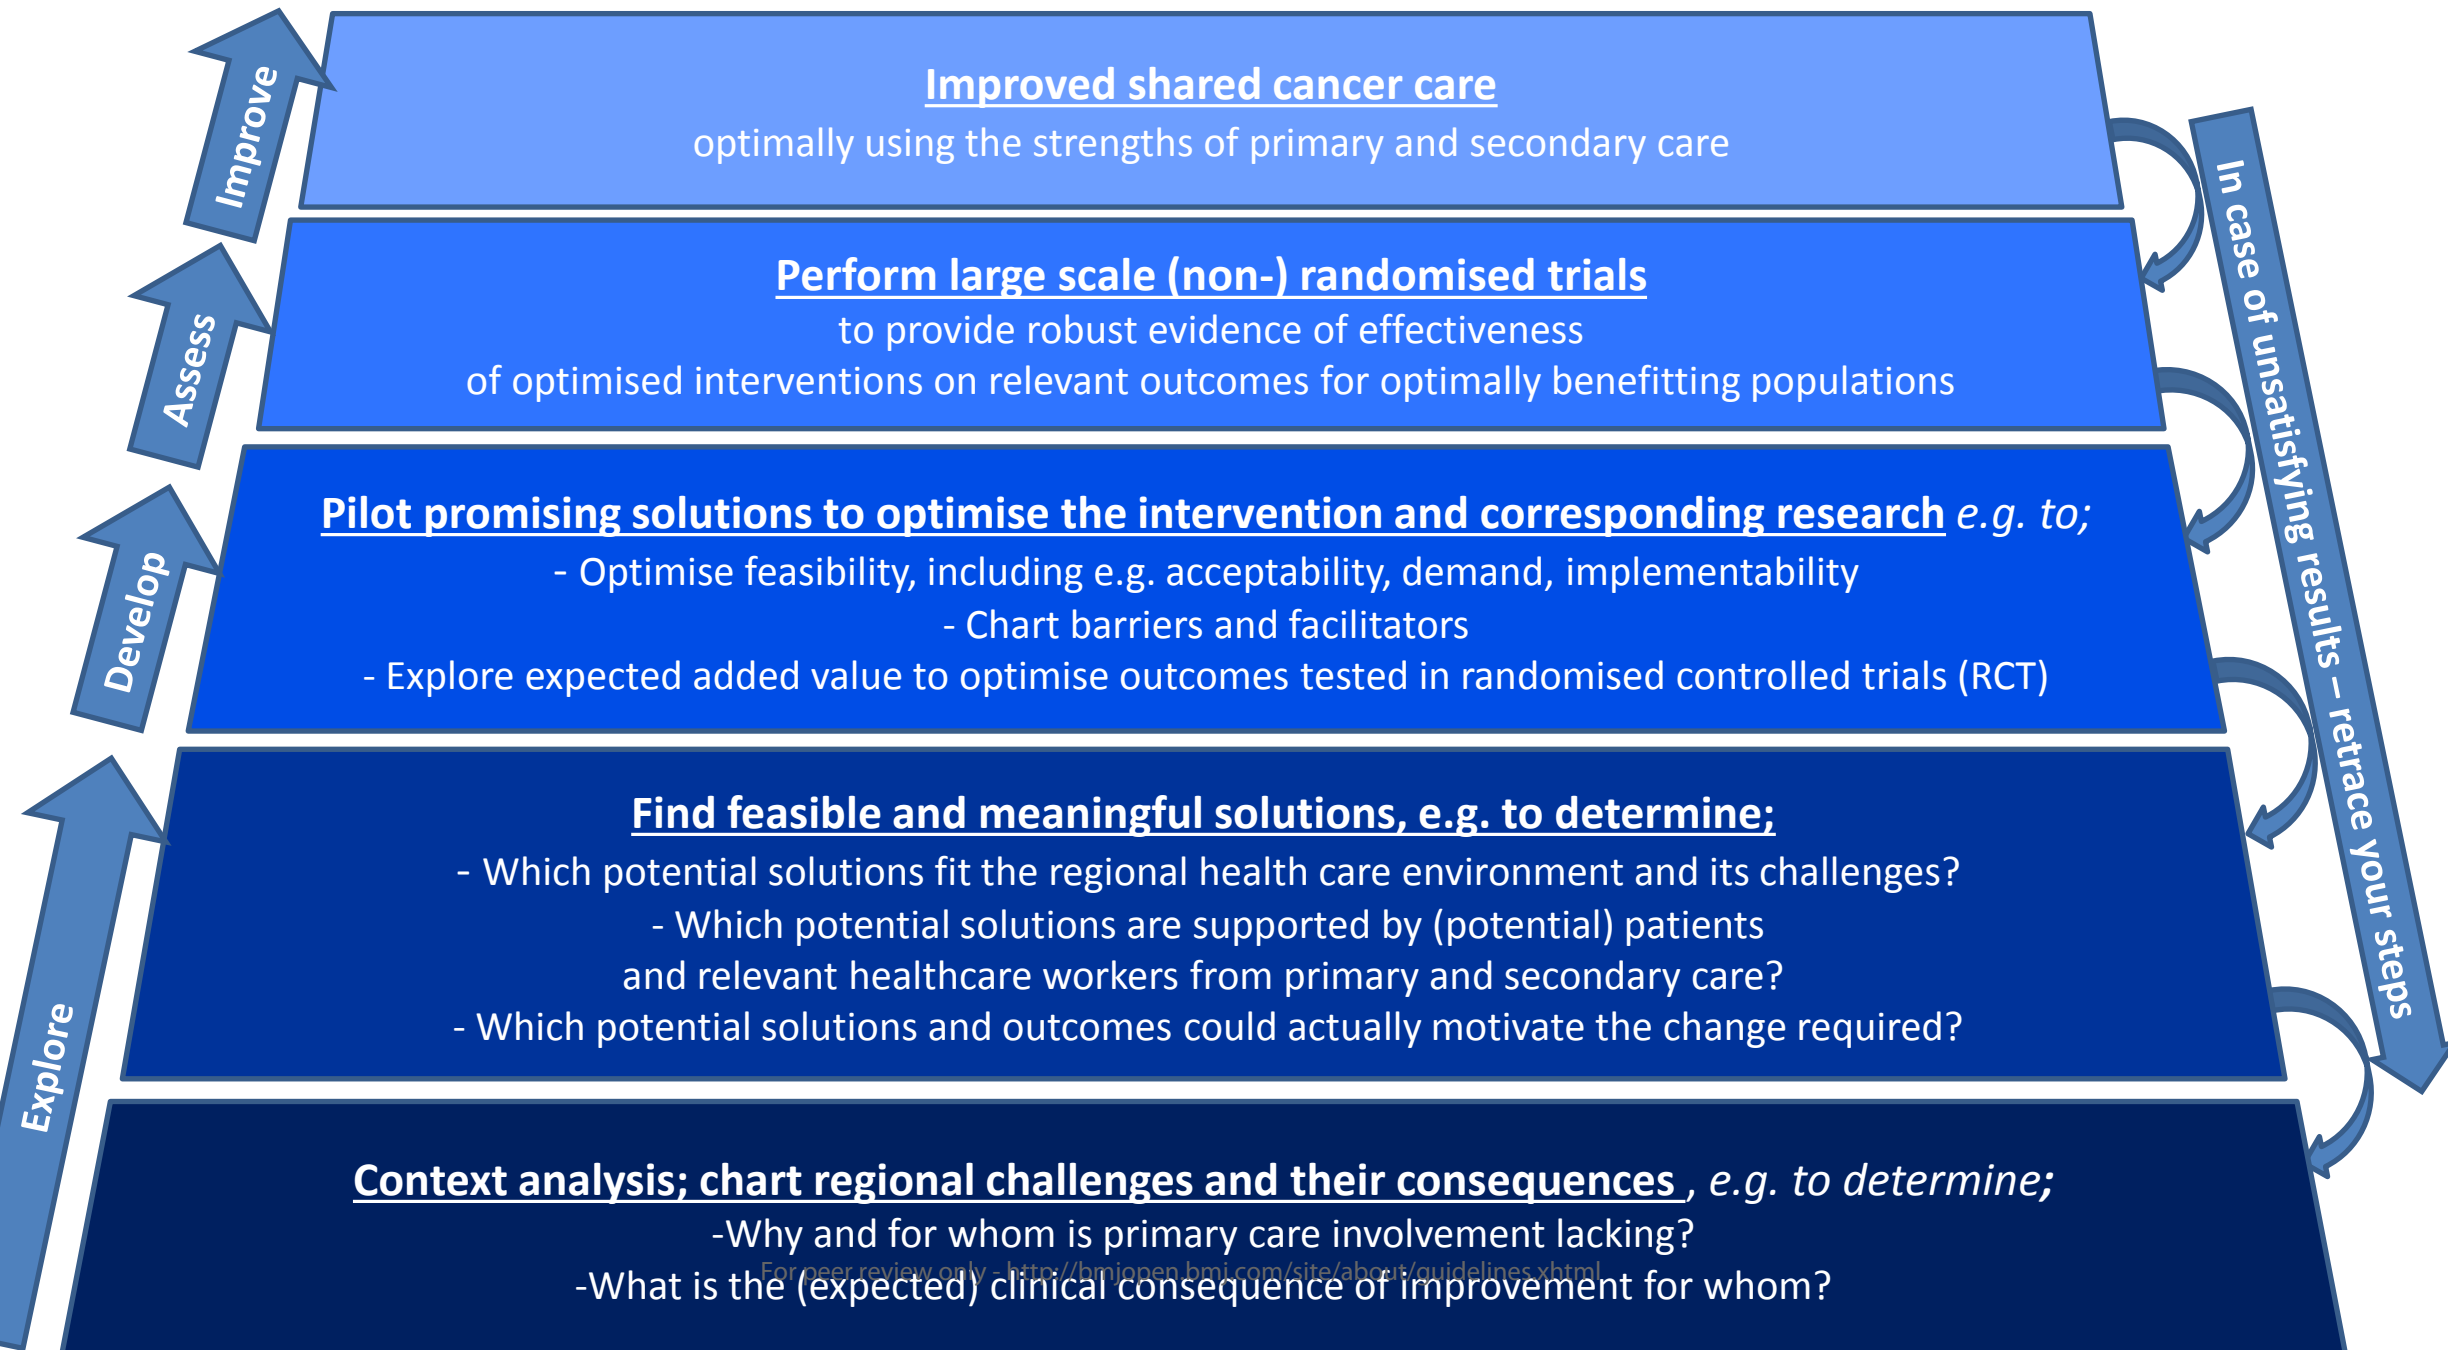 Improve
Improved shared cancer care
optimally using the strengths of primary and secondary care
Assess
Perform large scale (non-) randomised trials
to provide robust evidence of effectiveness
of optimised interventions on relevant outcomes for optimally benefitting populations
Develop
Pilot promising solutions to optimise the intervention and corresponding research e.g. to;
- Optimise feasibility, including e.g. acceptability, demand, implementability
- Chart barriers and facilitators
- Explore expected added value to optimise outcomes tested in randomised controlled trials (RCT)
Explore
Find feasible and meaningful solutions, e.g. to determine;
- Which potential solutions fit the regional health care environment and its challenges?
- Which potential solutions are supported by (potential) patients
and relevant healthcare workers from primary and secondary care?
- Which potential solutions and outcomes could actually motivate the change required?
Context analysis; chart regional challenges and their consequences , e.g. to determine;
-Why and for whom is primary care involvement lacking?
For peer review only - http://bmjopen.bmj.com/site/about/guidelines.xhtml
-What is the (expected) clinical consequence of improvement for whom?
In case of unsatisfying results – retrace your steps